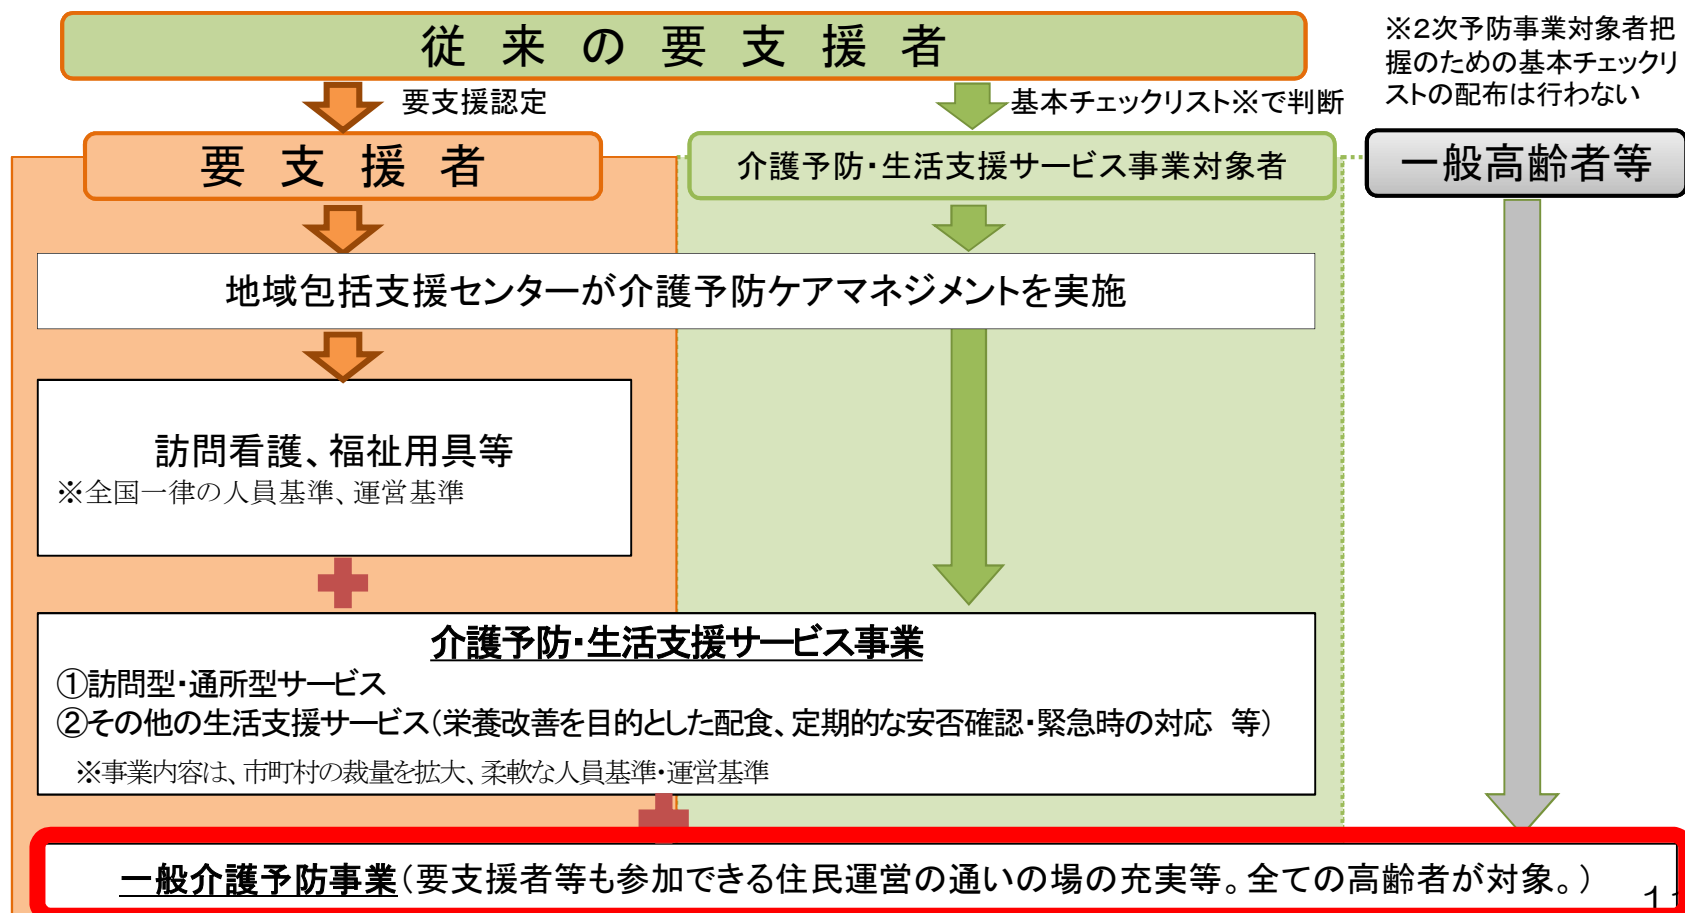 従来の要支援者
※2次予防事業対象者把
握のための基本チェックリ
ストの配布は行わない
要支援認定
基本チェックリスト※で判断
要支援者
介護予防・生活支援サービス事業対象者
一般高齢者等
地域包括支援センターが介護予防ケアマネジメントを実施
訪問看護、福祉用具等
※全国一律の人員基準、運営基準
介護予防・生活支援サービス事業
①訪問型・通所型サービス
②その他の生活支援サービス(栄養改善を目的とした配食、定期的な安否確認・緊急時の対応 等)
※事業内容は、市町村の裁量を拡大、柔軟な人員基準・運営基準
一般介護予防事業(要支援者等も参加できる住民運営の通いの場の充実等。全ての高齢者が対象。)